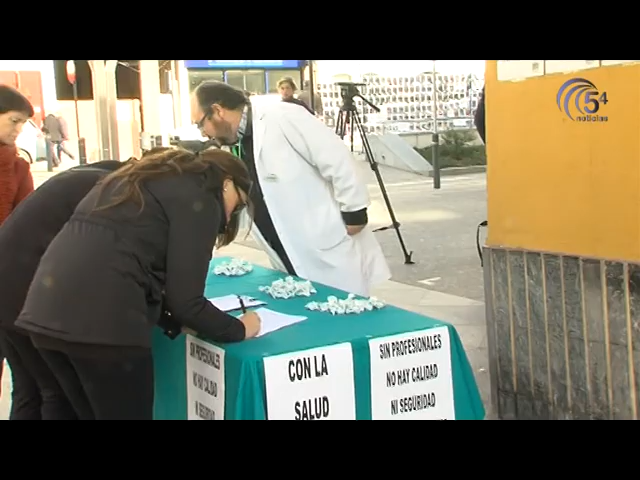 54
noticias
SIN PROFESIONALES
NO HAY CALIDAD
NI SEGURIDAD
CON LA
SALUD
SIN PROFESIONALES
NO HAY CALIDAD
NI SEGURIDAD